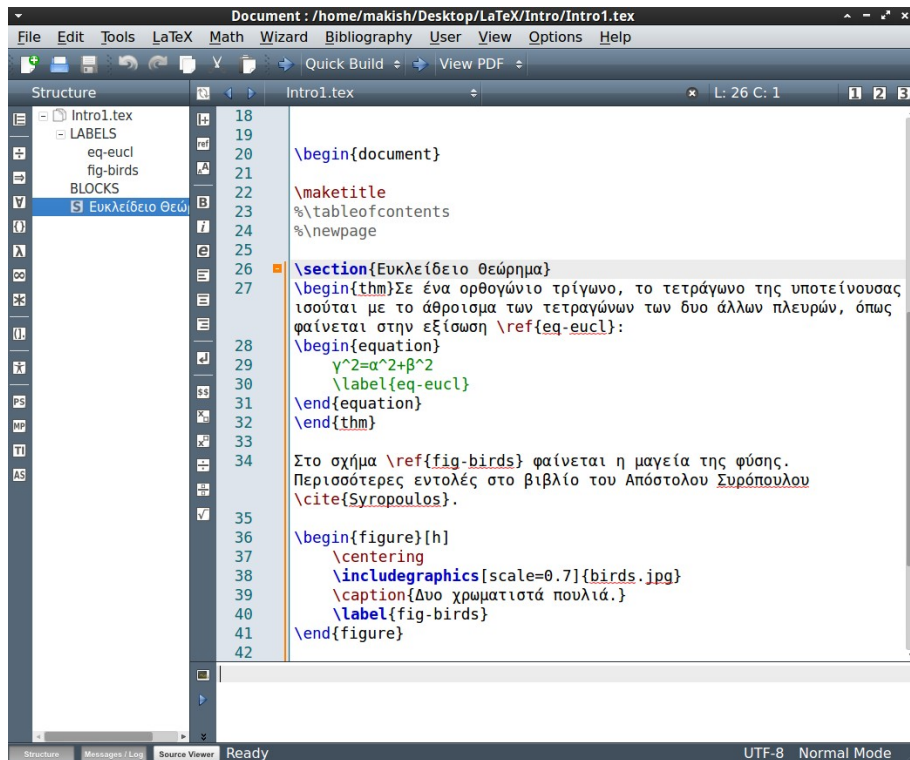 Document : /home/makish/Desktop/LaTeX/Intro/Intro1.tex
File Edit Tools LaTeX Math Wizard Bibliography User View Options Help
Quick Build View PDF
Structure
Intro1.tex
L: 26 C: 1
1 2 3
Intro1.tex
LABELS
eq-eucl
fig-birds
BLOCKS
S Ευκλείδειο Θεώ
18
19
20 \begin{document}
21
22 \maketitle
23 %\tableofcontents
24 %\newpage
25
26 \section{Ευκλείδειο Θεώρημα}
27 \begin{thm}Σε ένα ορθογώνιο τρίγωνο, το τετράγωνο της υποτείνουσας
ισούται με το άθροισμα των τετραγώνων των δυο άλλων πλευρών, όπως
φαίνεται στην εξίσωση \ref{eq-eucl}:
28 \begin{equation}
29 γ^2=α^2+β^2
30 \label{eq-eucl}
31 \end{equation}
32 \end{thm}
33
34 Στο σχήμα \ref{fig-birds} φαίνεται η μαγεία της φύσης.
Περισσότερες εντολές στο βιβλίο του Απόστολου Συρόπουλου
\cite{Syropoulos}.
35
36 \begin{figure}[h]
37 \centering
38 \includegraphics[scale=0.7]{birds.jpg}
39 \caption{Δυο χρωματιστά πουλιά.}
40 \label{fig-birds}
41 \end{figure}
42
Structure Messages / Log Source Viewer Ready
UTF-8 Normal Mode